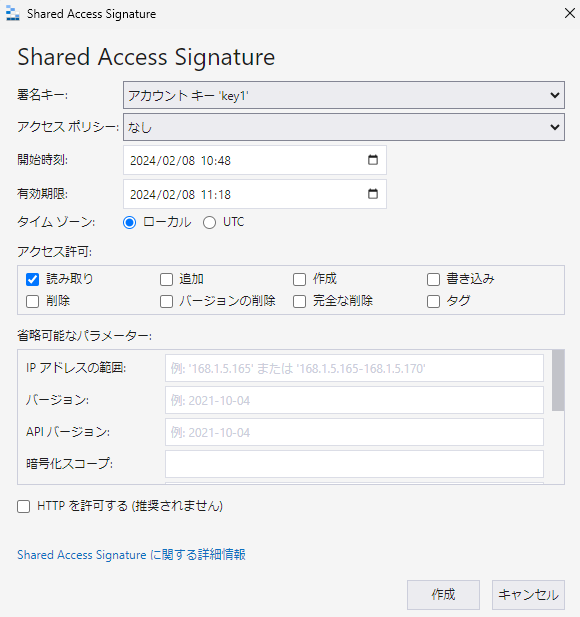 Shared Access Signature
Shared Access Signature
署名キー: アカウント キー 'key1'
アクセス ポリシー: なし
開始時刻: 2024/02/08 10:48
有効期限: 2024/02/08 11:18
タイム ゾーン: ローカル UTC
アクセス許可:
読み取り 追加 作成 書き込み
削除 バージョンの削除 完全な削除 タグ
省略可能なパラメーター:
IP アドレスの範囲: 例: '168.1.5.165' または '168.1.5.165-168.1.5.170'
バージョン: 例: 2021-10-04
API バージョン: 例: 2021-10-04
暗号化スコープ:
HTTP を許可する (推奨されません)
Shared Access Signature に関する詳細情報
作成 キャンセル